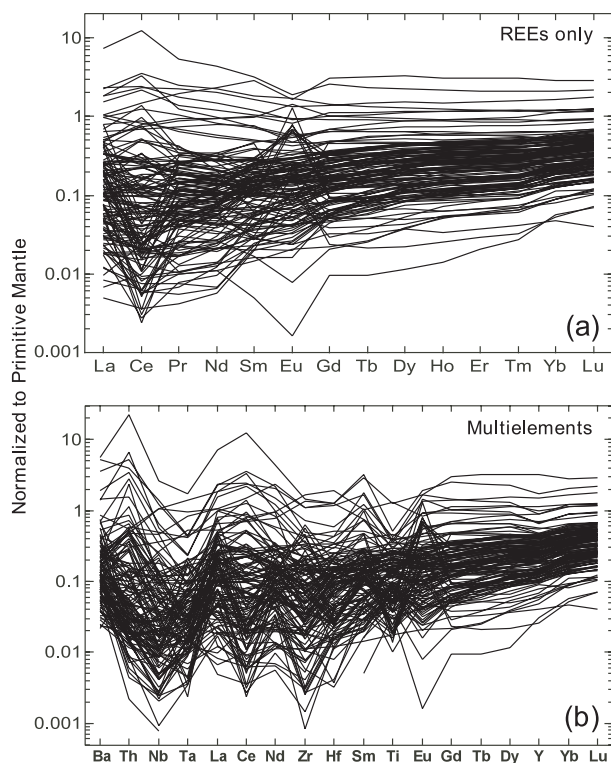 10
REEs only
1
0.1
0.01
(a)
0.001
La Ce Pr Nd Sm Eu Gd Tb Dy Ho Er Tm Yb Lu
Normalized to Primitive Mantle
Multielements
10
1
0.1
0.01
0.001
(b)
Ba Th Nb Ta La Ce Nd Zr Hf Sm Ti Eu Gd Tb Dy Y Yb Lu